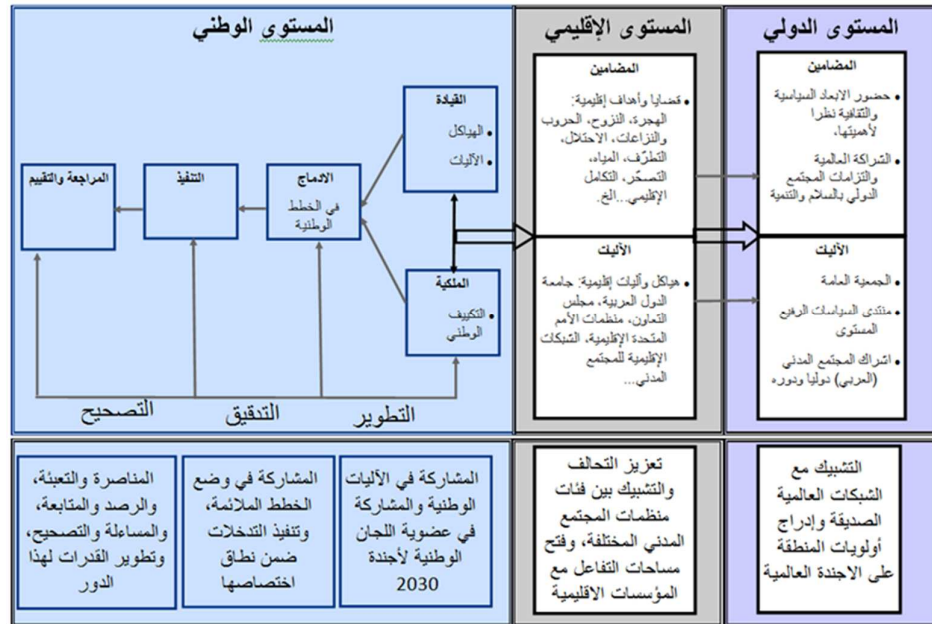 المستوى الدولي
المضامين
• حضور الابعاد السياسية
والثقافية نظرا
لأهميتها،
• الشراكة العالمية
والتزامات المجتمع
الدولي بالسلام والتنمية
الآليات
• الجمعية العامة
• منتدى السياسات الرفيع
المستوى
• اشراك المجتمع المدني
(العربي) دوليا ودوره
المستوى الإقليمي
المضامين
• قضايا وأهداف إقليمية:
الهجرة، النزوح، الحروب
والنزاعات، الاحتلال،
التطرّف، المياه،
التصحّر، التكامل
الإقليمي...الخ.
الآليات
• هياكل وآليات إقليمية: جامعة
الدول العربية، مجلس
التعاون، منظمات الأمم
المتحدة الإقليمية، الشبكات
الإقليمية للمجتمع
المدني...
المستوى الوطني
القيادة
• الهياكل
• الآليات
الملكية
• التكييف
الوطني
الادماج
في الخطط
الوطنية
التنفيذ
المراجعة والتقييم
التطوير
التدقيق
التصحيح
التشبيك مع
الشبكات العالمية
الصديقة وإدراج
أولويات المنطقة
على الاجندة العالمية
تعزيز التحالف
والتشبيك بين فئات
منظمات المجتمع
المدني المختلفة، وفتح
مساحات التفاعل مع
المؤسسات الاقليمية
المشاركة في الآليات
الوطنية والمشاركة
في عضوية اللجان
الوطنية لأجندة
2030
المشاركة في وضع
الخطط الملائمة،
وتنفيذ التدخلات
ضمن نطاق
اختصاصها
المناصرة والتعبئة،
والرصد والمتابعة،
والمساءلة والتصحيح،
وتطوير القدرات لهذا
الدور